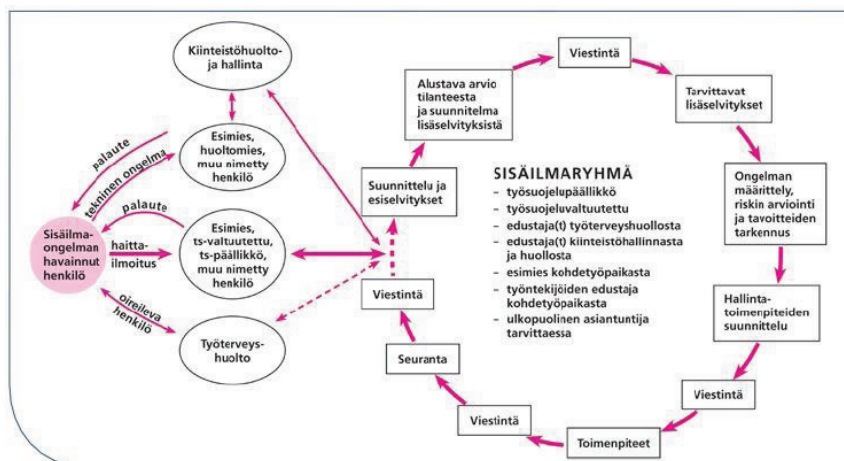 Kiinteistöhuolto-
ja hallinta
Esimies,
huoltomies,
muu nimetty
henkilö
palaute
tekninen ongelma
palaute
Sisäilma-
ongelman
havainnut
henkilö
haitta-
ilmoitus
Esimies,
ts-valtuutettu,
ts-päällikkö,
muu nimetty
henkilö
oireileva
henkilö
Työterveys-
huolto
Suunnittelu ja
esiselvitykset
Alustava arvio
tilanteesta
ja suunnitelma
lisäselvityksistä
Viestintä
Tarvittavat
lisäselvitykset
Ongelman
määrittely,
riskin arviointi
ja tavoitteiden
tarkennus
Hallinta-
toimenpiteiden
suunnittelu
Viestintä
Toimenpiteet
Viestintä
Seuranta
Viestintä
SISÄILMARYHMÄ
– työsuojelupäällikkö
– työsuojeluvaltuutettu
– edustaja(t) työterveyshuollosta
– edustaja(t) kiinteistöhallinnasta
ja huollosta
– esimies kohdetyöpaikasta
– työntekijöiden edustaja
kohdetyöpaikasta
– ulkopuolinen asiantuntija
tarvittaessa